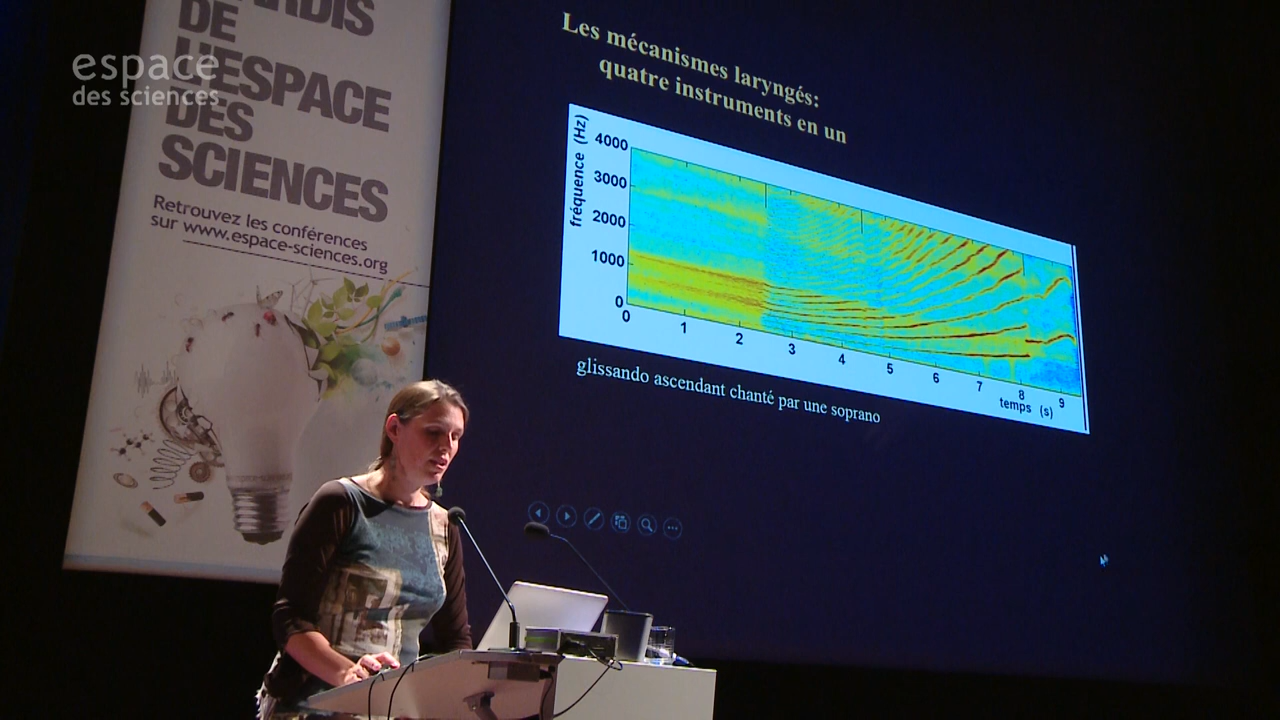 ARDIS
DE
L'ESPACE
DES
SCIENCES
Retrouvez les conférences
sur www.espace-sciences.org
espace
des sciences
Les mécanismes laryngés:
quatre instruments en un
fréquence (Hz)
4000
3000
2000
1000
0
0 1 2 3 4 5 6 7 8 9
temps (s)
glissando ascendant chanté par une soprano